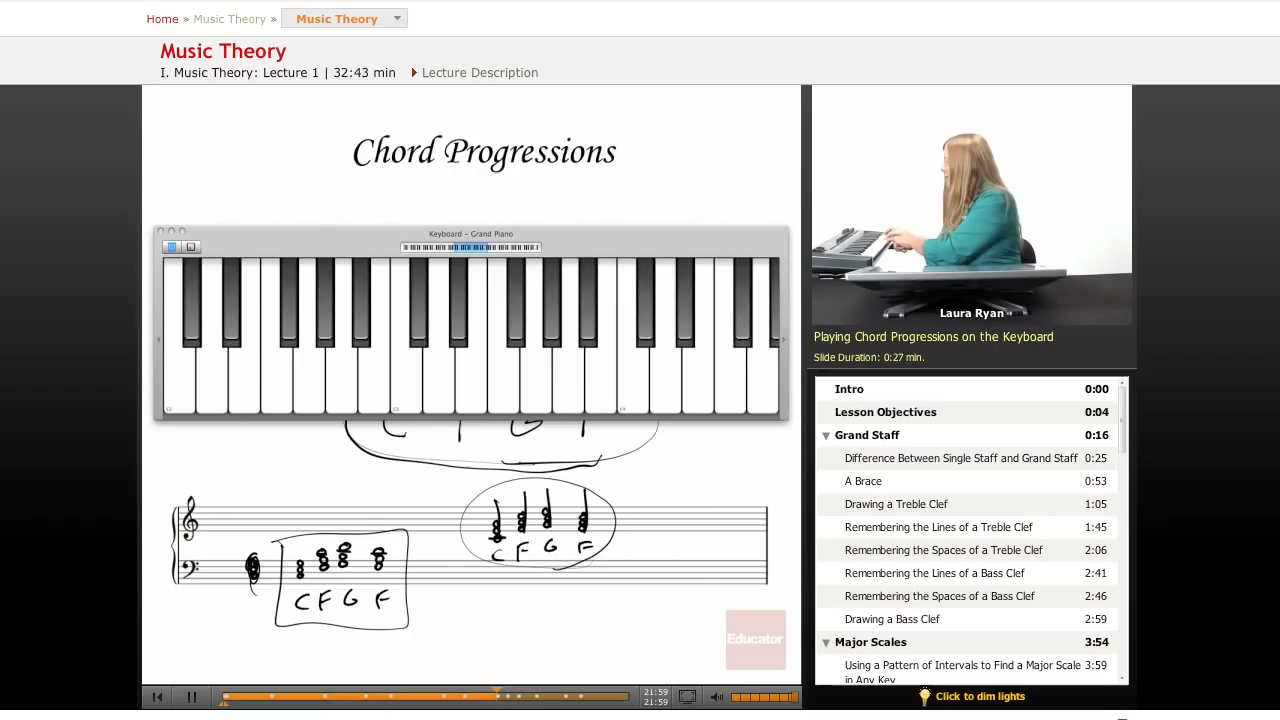 Home » Music Theory » Music Theory
Music Theory
I. Music Theory: Lecture 1 | 32:43 min Lecture Description
Chord Progressions
Keyboard – Grand Piano
C2 C3 C4
C F G F
C F G F
Educator
21:59
21:59
Laura Ryan
Playing Chord Progressions on the Keyboard
Slide Duration: 0:27 min.
Intro 0:00
Lesson Objectives 0:04
Grand Staff 0:16
Difference Between Single Staff and Grand Staff 0:25
A Brace 0:53
Drawing a Treble Clef 1:05
Remembering the Lines of a Treble Clef 1:45
Remembering the Spaces of a Treble Clef 2:06
Remembering the Lines of a Bass Clef 2:41
Remembering the Spaces of a Bass Clef 2:46
Drawing a Bass Clef 2:59
Major Scales 3:54
Using a Pattern of Intervals to Find a Major Scale 3:59
in Any Key
Click to dim lights